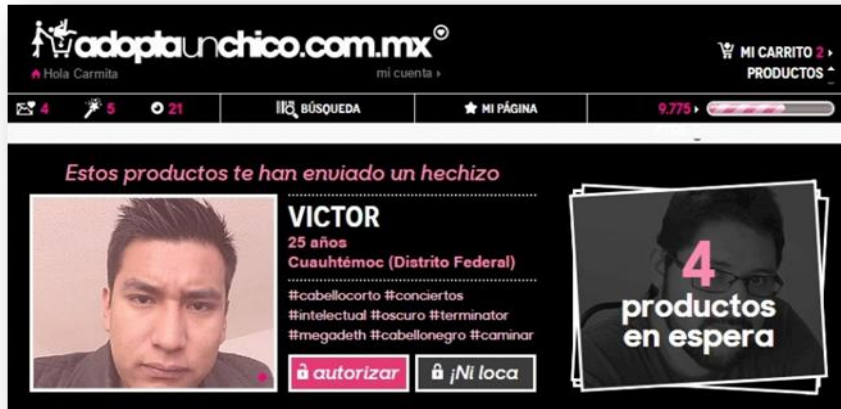 adoptaunchico.com.mx
MI CARRITO 2
PRODUCTOS
Hola Carmita
mi cuenta
4 5 21 BÚSQUEDA MI PÁGINA 9.775
Estos productos te han enviado un hechizo
VICTOR
25 años
Cuauhtémoc (Distrito Federal)
#cabellocorto #conciertos
#intelectual #oscuro #terminator
#megadeth #cabellonegro #caminar
autorizar ¡Ni loca
4
productos
en espera